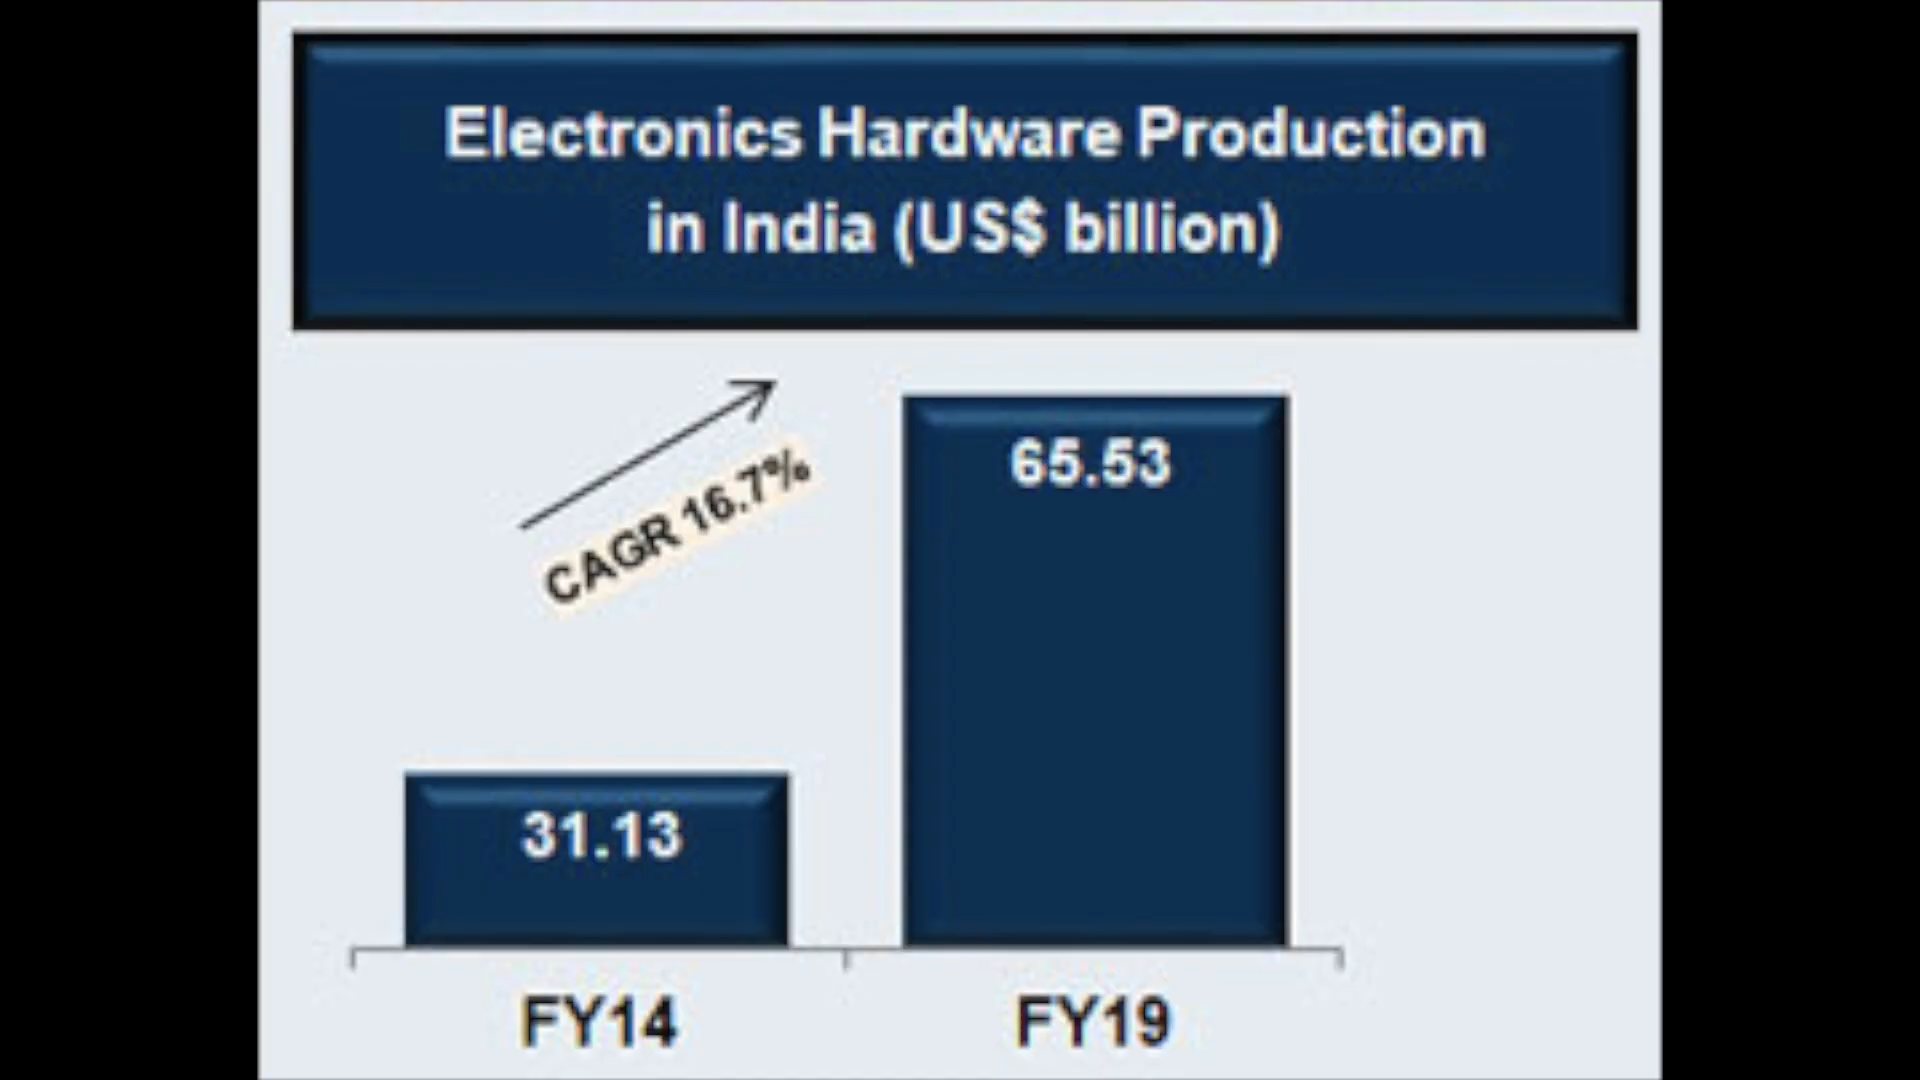 Electronics Hardware Production
in India (US$ billion)
CAGR 16.7%
65.53
31.13
FY14
FY19